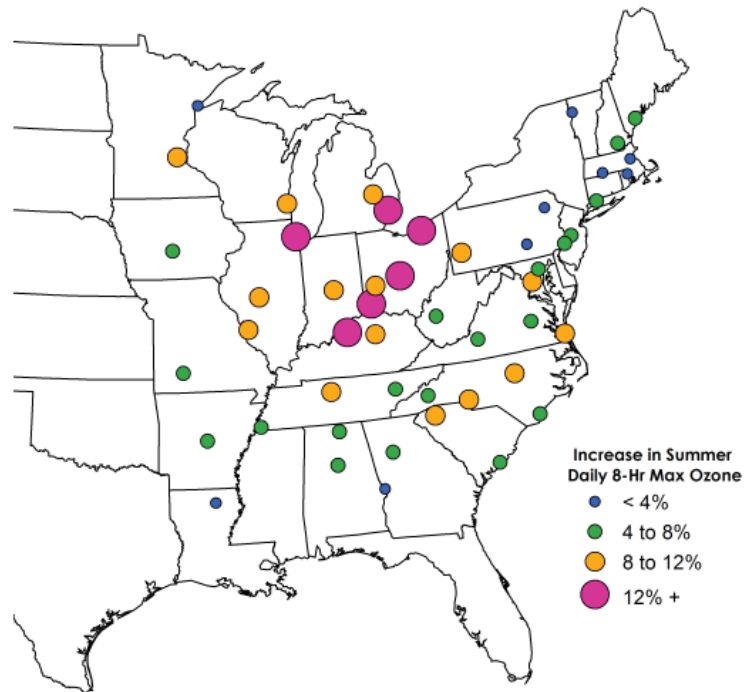 Increase in Summer
Daily 8-Hr Max Ozone
< 4%
4 to 8%
8 to 12%
12% +